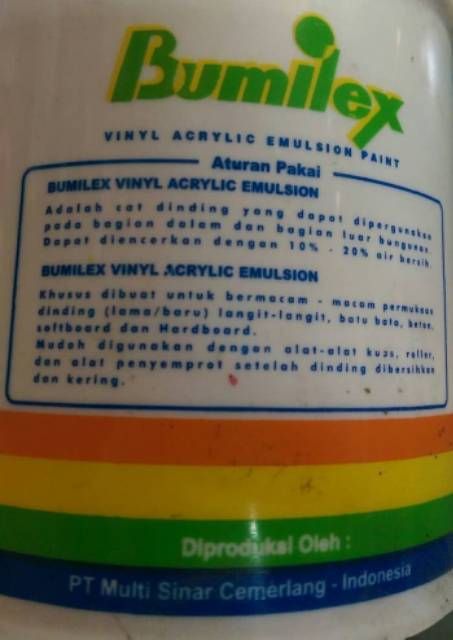 Bumilex
VINYL ACRYLIC EMULSION PAINT
Aturan Pakai
BUMILEX VINYL ACRYLIC EMULSION
Adalah cat dinding yang dapat dipergunakan
pada bagian dalam dan bagian luar bangunan.
Dapat diencerkan dengan 10% - 20% air bersih.
BUMILEX VINYL ACRYLIC EMULSION
Khusus dibuat untuk bermacam - macam permukaan
dinding (lama/baru) langit-langit, batu bata, beton,
softboard dan Hardboard.
Mudah digunakan dengan alat-alat kuas, roller,
dan alat penyemprot setelah dinding dibersihkan
dan kering.
Diproduksi Oleh :
PT Multi Sinar Cemerlang - Indonesia